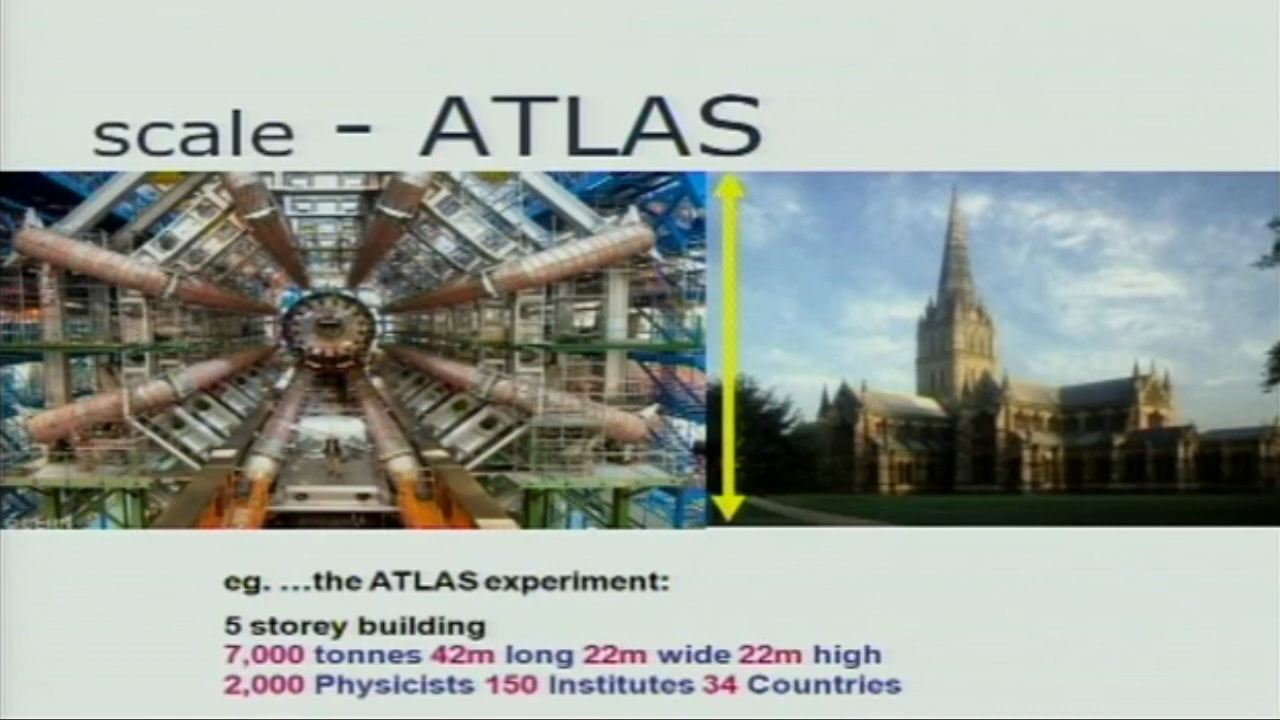 scale - ATLAS
eg. ...the ATLAS experiment:
5 storey building
7,000 tonnes 42m long 22m wide 22m high
2,000 Physicists 150 Institutes 34 Countries